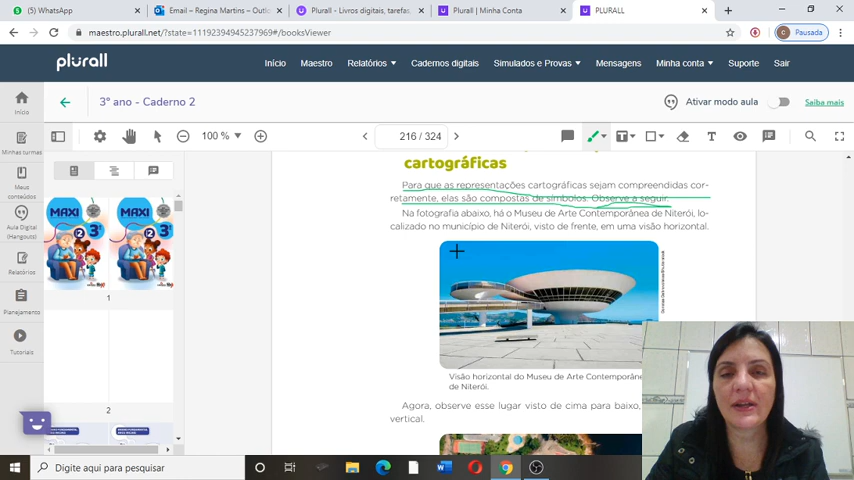 (5) WhatsApp
Email – Regina Martins – Outlo
Plurall - Livros digitais, tarefas,
Plurall | Minha Conta
PLURALL
maestro.plurall.net/?state=11192394945237969#/booksViewer
Pausada
plurall
Início
Maestro
Relatórios
Cadernos digitais
Simulados e Provas
Mensagens
Minha conta
Suporte
Sair
Início
3º ano - Caderno 2
Ativar modo aula
Saiba mais
100 %
216 / 324
Minhas turmas
Meus
conteúdos
Aula Digital
(Hangouts)
Relatórios
Planejamento
Tutoriais
MAXI
2
3º
MAXI
2
3º
1
2
cartográficas
Para que as representações cartográficas sejam compreendidas cor-
retamente, elas são compostas de símbolos. Observe a seguir.
Na fotografia abaixo, há o Museu de Arte Contemporânea de Niterói, lo-
calizado no município de Niterói, visto de frente, em uma visão horizontal.
Visão horizontal do Museu de Arte Contemporâne
de Niterói.
Agora, observe esse lugar visto de cima para baixo,
vertical.
Digite aqui para pesquisar